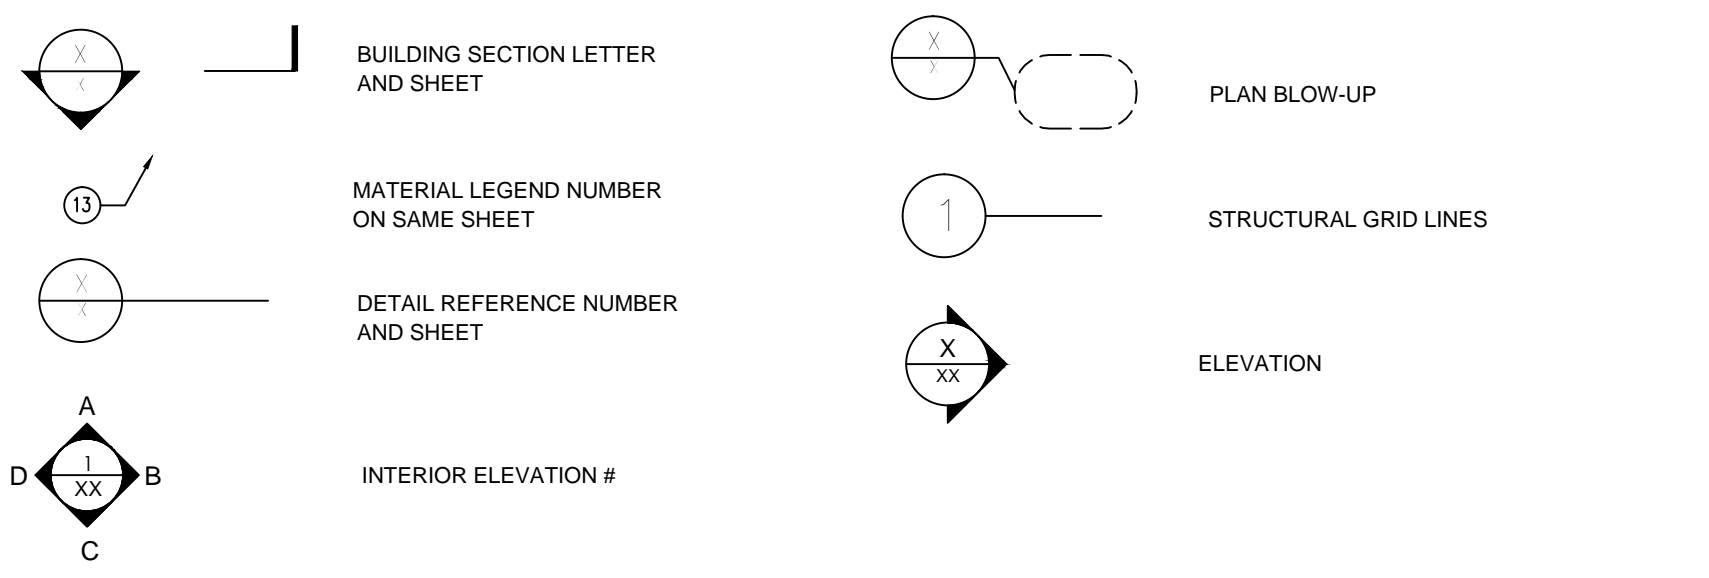 X
X
BUILDING SECTION LETTER
AND SHEET
13
MATERIAL LEGEND NUMBER
ON SAME SHEET
X
X
DETAIL REFERENCE NUMBER
AND SHEET
A
D
1
XX
B
C
INTERIOR ELEVATION #
X
X
PLAN BLOW-UP
1
STRUCTURAL GRID LINES
X
XX
ELEVATION